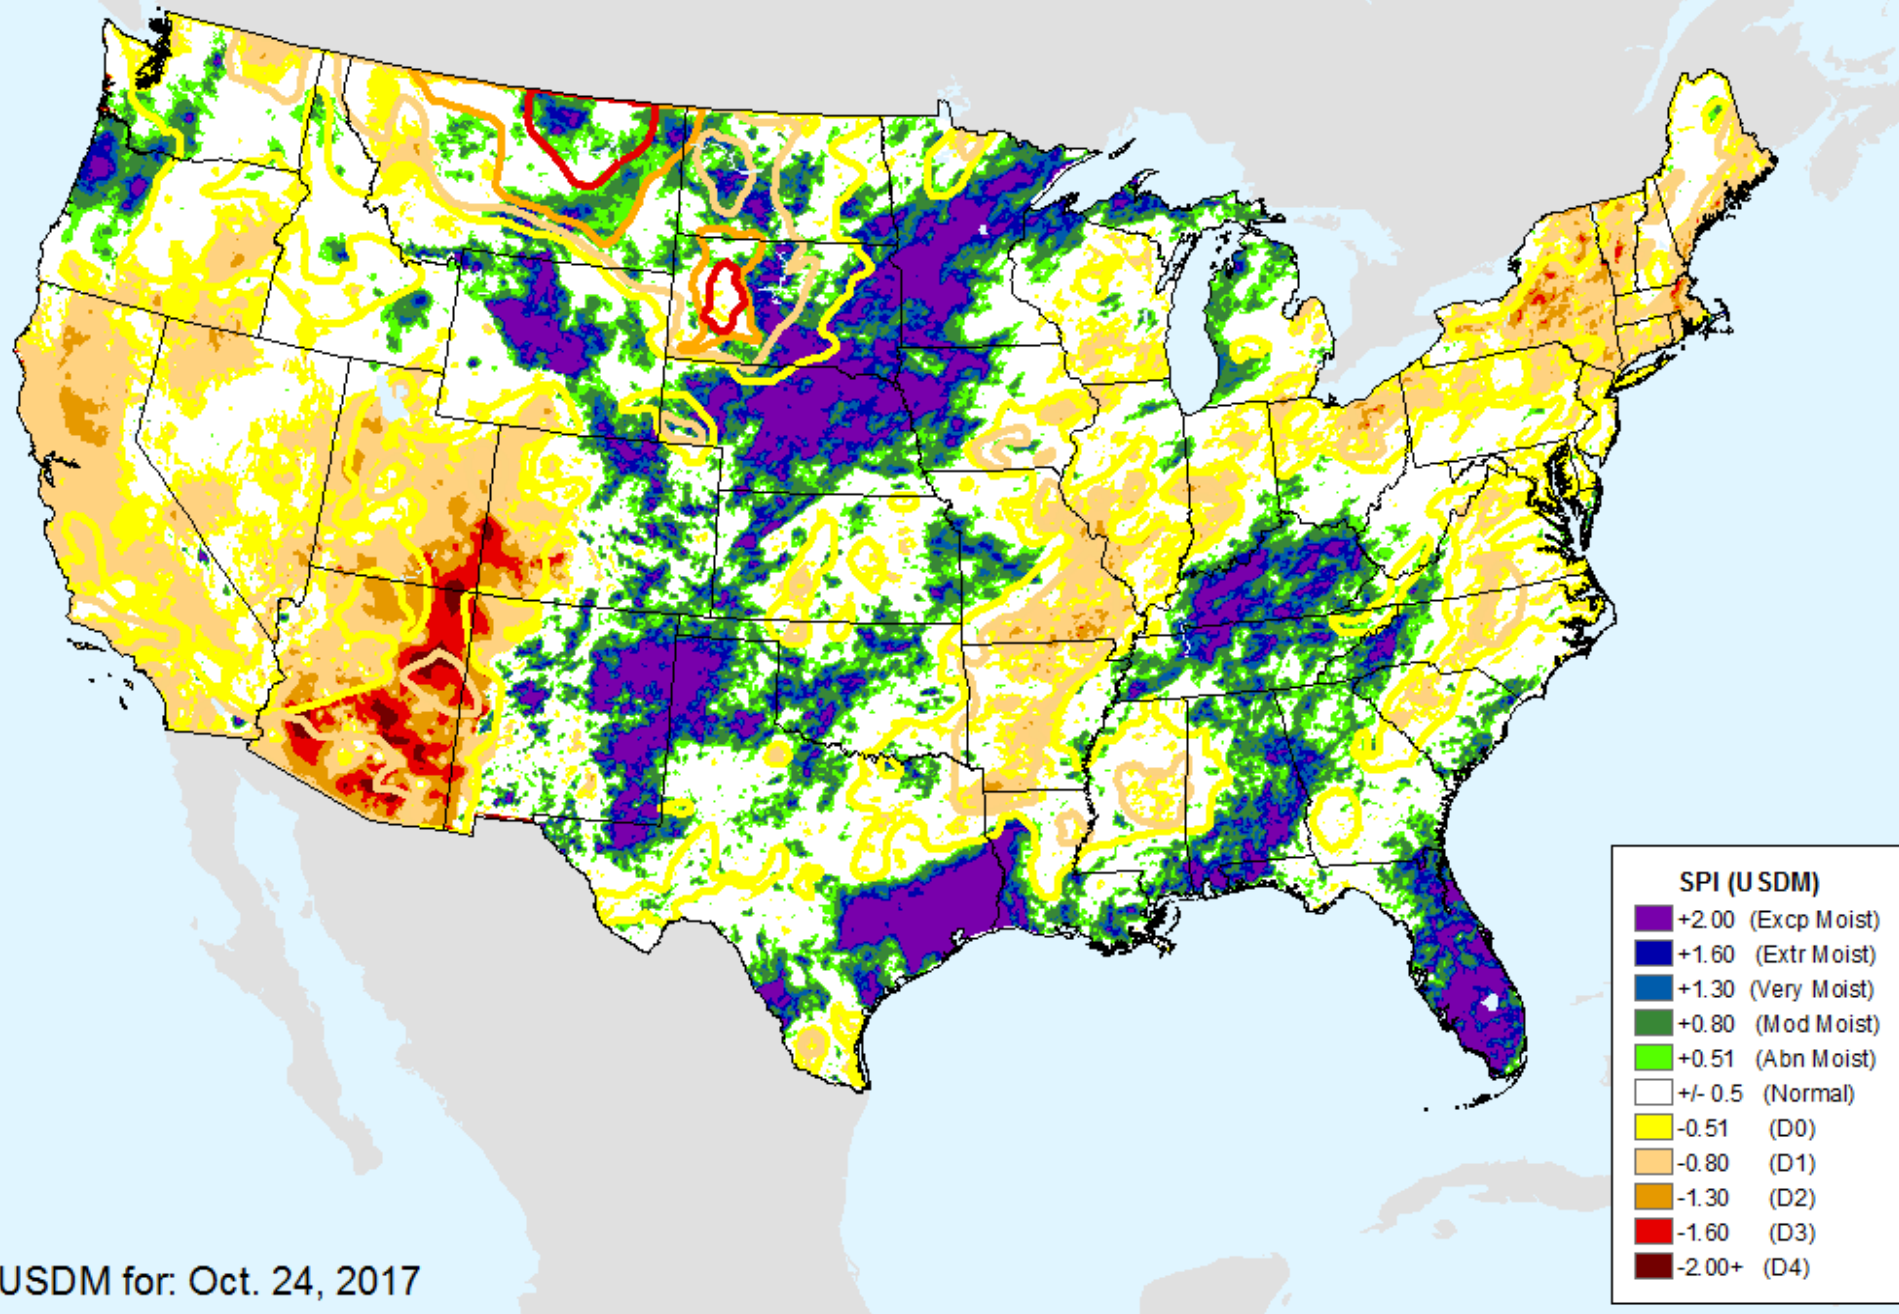 SPI (USDM)
+2.00 (Excp Moist)
+1.60 (Extr Moist)
+1.30 (Very Moist)
+0.80 (Mod Moist)
+0.51 (Abn Moist)
+/- 0.5 (Normal)
-0.51 (D0)
-0.80 (D1)
-1.30 (D2)
-1.60 (D3)
-2.00+ (D4)
USDM for: Oct. 24, 2017